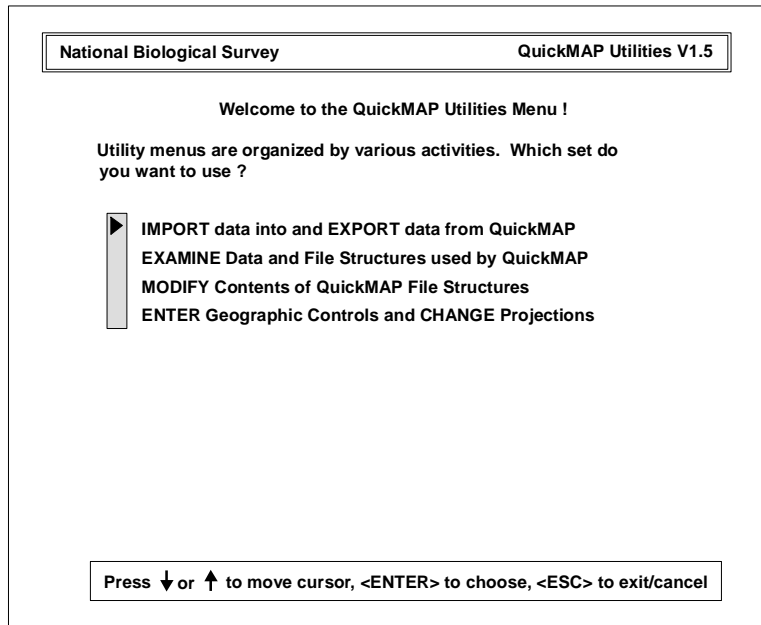 National Biological Survey QuickMAP Utilities V1.5
Welcome to the QuickMAP Utilities Menu !
Utility menus are organized by various activities. Which set do
you want to use ?
IMPORT data into and EXPORT data from QuickMAP
EXAMINE Data and File Structures used by QuickMAP
MODIFY Contents of QuickMAP File Structures
ENTER Geographic Controls and CHANGE Projections
Press ↓ or ↑ to move cursor, <ENTER> to choose, <ESC> to exit/cancel